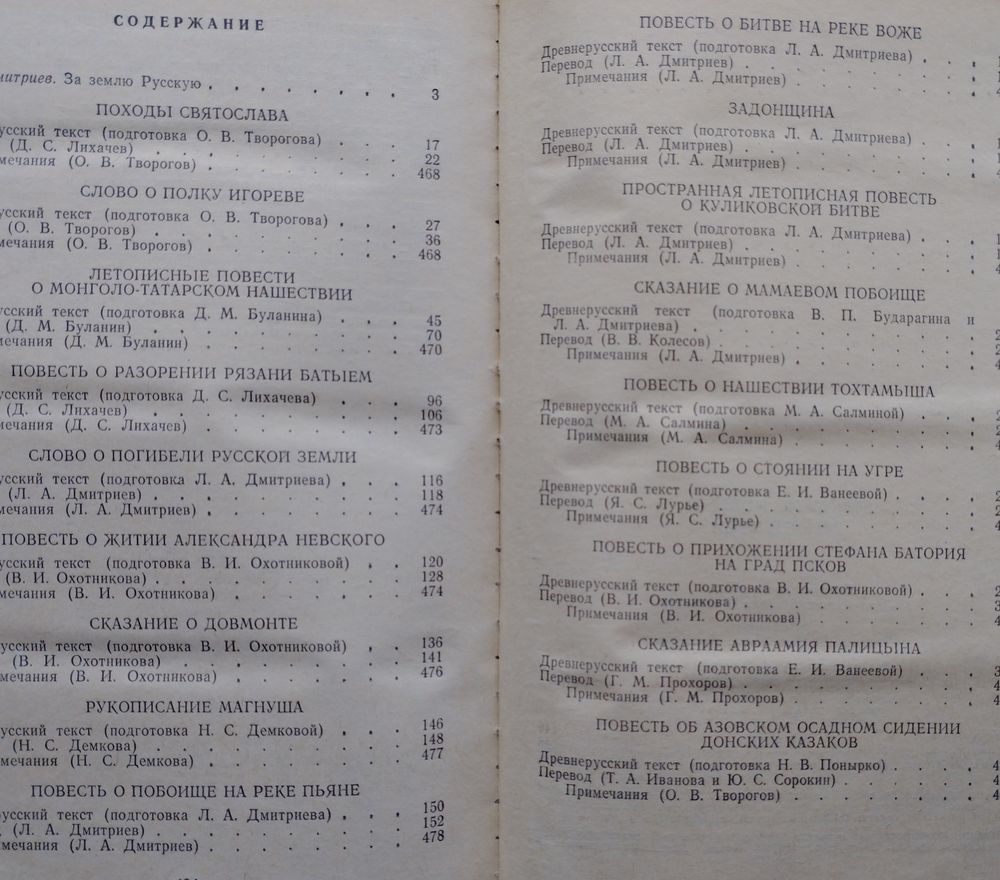 СОДЕРЖАНИЕ
митриев. За землю Русскую 3
ПОХОДЫ СВЯТОСЛАВА
усский текст (подготовка О. В. Творогова) 17
(Д. С. Лихачев) 22
мечания (О. В. Творогов) 468
СЛОВО О ПОЛКУ ИГОРЕВЕ
усский текст (подготовка О. В. Творогова) 27
(О. В. Творогов) 36
мечания (О. В. Творогов) 468
ЛЕТОПИСНЫЕ ПОВЕСТИ
О МОНГОЛО-ТАТАРСКОМ НАШЕСТВИИ
усский текст (подготовка Д. М. Буланина) 45
(Д. М. Буланин) 70
мечания (Д. М. Буланин) 470
ПОВЕСТЬ О РАЗОРЕНИИ РЯЗАНИ БАТЫЕМ
усский текст (подготовка Д. С. Лихачева) 96
(Д. С. Лихачев) 106
мечания (Д. С. Лихачев) 473
СЛОВО О ПОГИБЕЛИ РУССКОЙ ЗЕМЛИ
усский текст (подготовка Л. А. Дмитриева) 116
(Л. А. Дмитриев) 118
мечания (Л. А. Дмитриев) 474
ПОВЕСТЬ О ЖИТИИ АЛЕКСАНДРА НЕВСКОГО
усский текст (подготовка В. И. Охотниковой) 120
(В. И. Охотникова) 128
мечания (В. И. Охотникова) 474
СКАЗАНИЕ О ДОВМОНТЕ
усский текст (подготовка В. И. Охотниковой) 136
(В. И. Охотникова) 141
мечания (В. И. Охотникова) 476
РУКОПИСАНИЕ МАГНУША
усский текст (подготовка Н. С. Демковой) 146
(Н. С. Демкова) 148
мечания (Н. С. Демкова) 477
ПОВЕСТЬ О ПОБОИЩЕ НА РЕКЕ ПЬЯНЕ
русский текст (подготовка Л. А. Дмитриева) 150
(Л. А. Дмитриев) 152
мечания (Л. А. Дмитриев) 478
ПОВЕСТЬ О БИТВЕ НА РЕКЕ ВОЖЕ
Древнерусский текст (подготовка Л. А. Дмитриева)
Перевод (Л. А. Дмитриев)
Примечания (Л. А. Дмитриев)
ЗАДОНЩИНА
Древнерусский текст (подготовка Л. А. Дмитриева)
Перевод (Л. А. Дмитриев)
Примечания (Л. А. Дмитриев)
ПРОСТРАННАЯ ЛЕТОПИСНАЯ ПОВЕСТЬ
О КУЛИКОВСКОЙ БИТВЕ
Древнерусский текст (подготовка Л. А. Дмитриева)
Перевод (Л. А. Дмитриев)
Примечания (Л. А. Дмитриев)
СКАЗАНИЕ О МАМАЕВОМ ПОБОИЩЕ
Древнерусский текст (подготовка В. П. Бударагина и
Л. А. Дмитриева)
Перевод (В. В. Колесов)
Примечания (Л. А. Дмитриев)
ПОВЕСТЬ О НАШЕСТВИИ ТОХТАМЫША
Древнерусский текст (подготовка М. А. Салминой)
Перевод (М. А. Салмина)
Примечания (М. А. Салмина)
ПОВЕСТЬ О СТОЯНИИ НА УГРЕ
Древнерусский текст (подготовка Е. И. Ванеевой)
Перевод (Я. С. Лурье)
Примечания (Я. С. Лурье)
ПОВЕСТЬ О ПРИХОЖЕНИИ СТЕФАНА БАТОРИЯ
НА ГРАД ПСКОВ
Древнерусский текст (подготовка В. И. Охотниковой)
Перевод (В. И. Охотникова)
Примечания (В. И. Охотникова)
СКАЗАНИЕ АВРААМИЯ ПАЛИЦЫНА
Древнерусский текст (подготовка Е. И. Ванеевой)
Перевод (Г. М. Прохоров)
Примечания (Г. М. Прохоров)
ПОВЕСТЬ ОБ АЗОВСКОМ ОСАДНОМ СИДЕНИИ
ДОНСКИХ КАЗАКОВ
Древнерусский текст (подготовка Н. В. Понырко)
Перевод (Т. А. Иванова и Ю. С. Сорокин)
Примечания (О. В. Творогов)